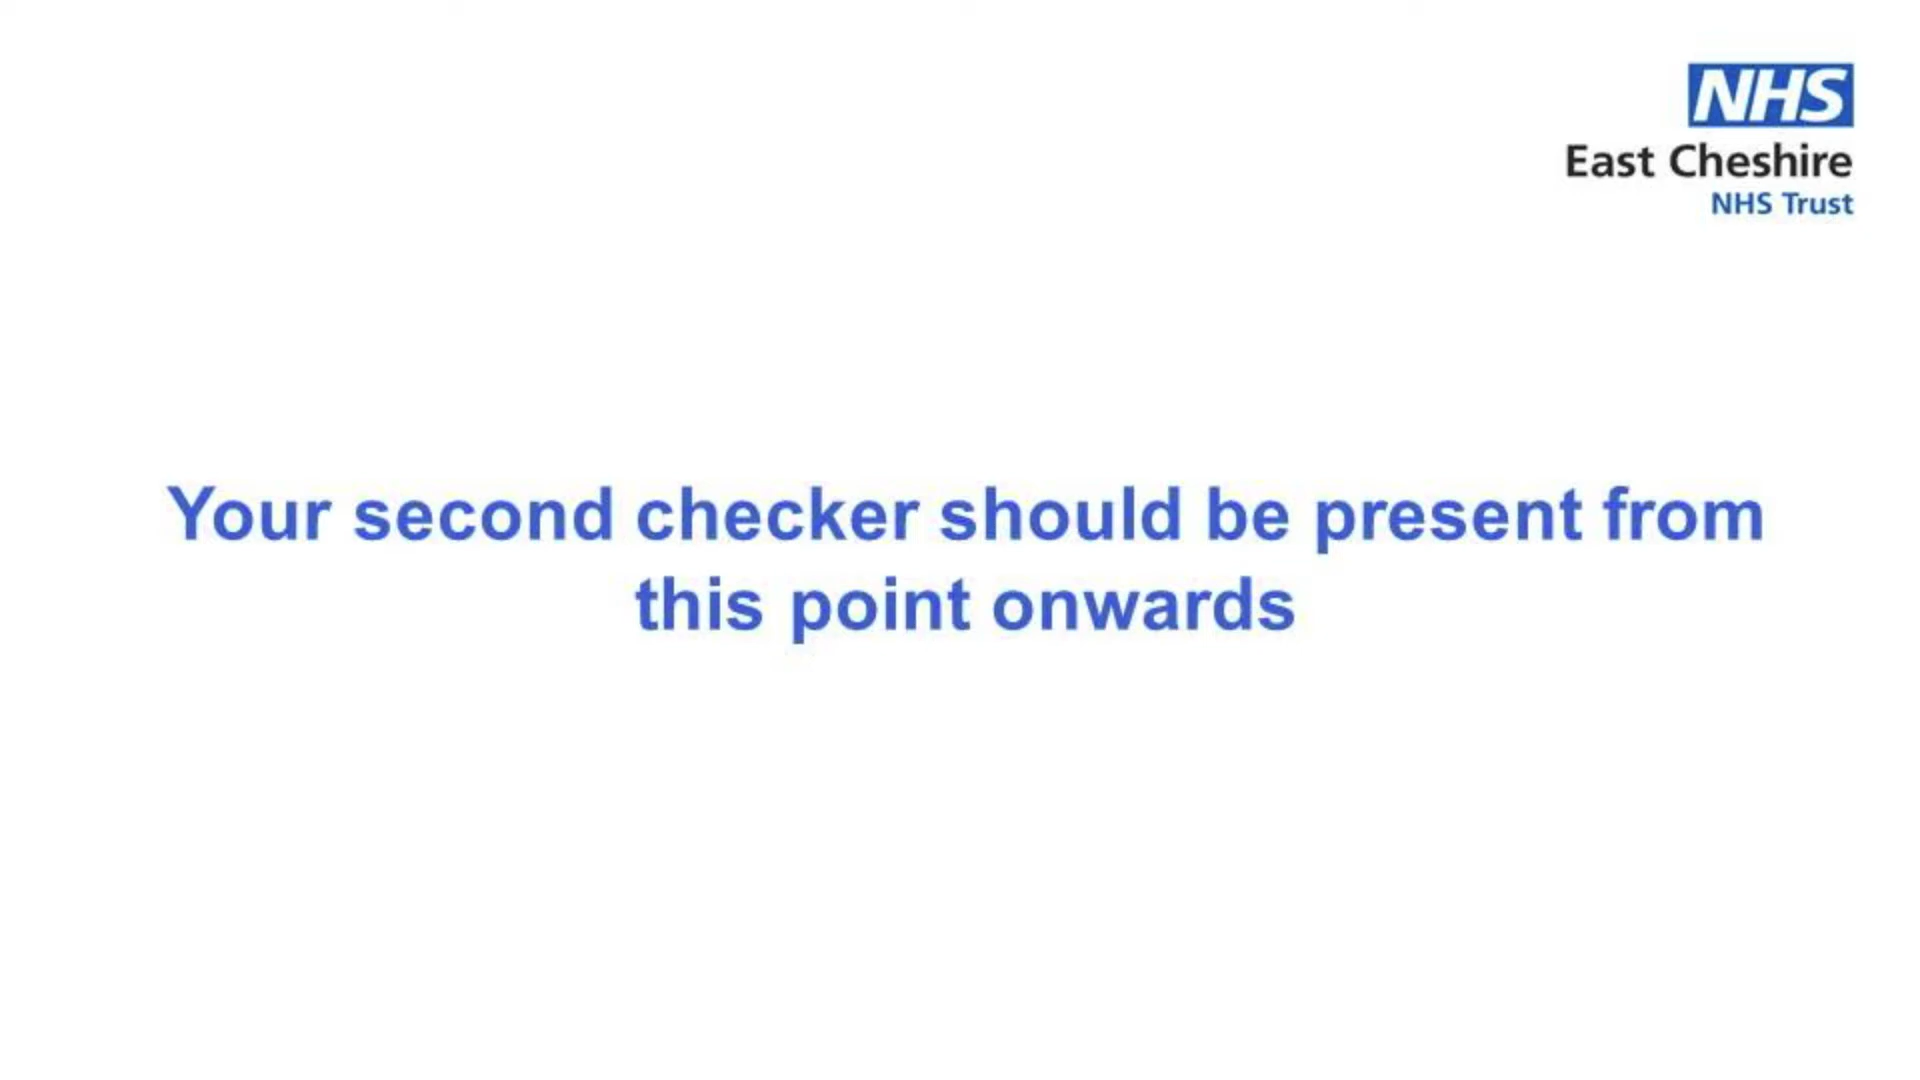 NHS
East Cheshire
NHS Trust
Your second checker should be present from
this point onwards